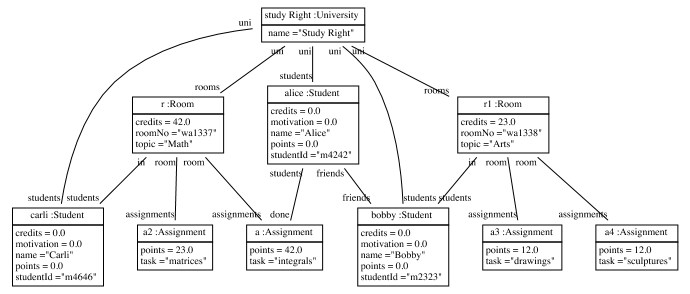 study Right :University
name ="Study Right"
uni
uni uni uni uni
rooms
students
rooms
r :Room
credits = 42.0
roomNo ="wa1337"
topic ="Math"
alice :Student
credits = 0.0
motivation = 0.0
name ="Alice"
points = 0.0
studentId ="m4242"
r1 :Room
credits = 23.0
roomNo ="wa1338"
topic ="Arts"
in room room
students friends
in room room
students students
assignments
assignments done
friends
students students
assignments
assignments
carli :Student
credits = 0.0
motivation = 0.0
name ="Carli"
points = 0.0
studentId ="m4646"
a2 :Assignment
points = 23.0
task ="matrices"
a :Assignment
points = 42.0
task ="integrals"
bobby :Student
credits = 0.0
motivation = 0.0
name ="Bobby"
points = 0.0
studentId ="m2323"
a3 :Assignment
points = 12.0
task ="drawings"
a4 :Assignment
points = 12.0
task ="sculptures"